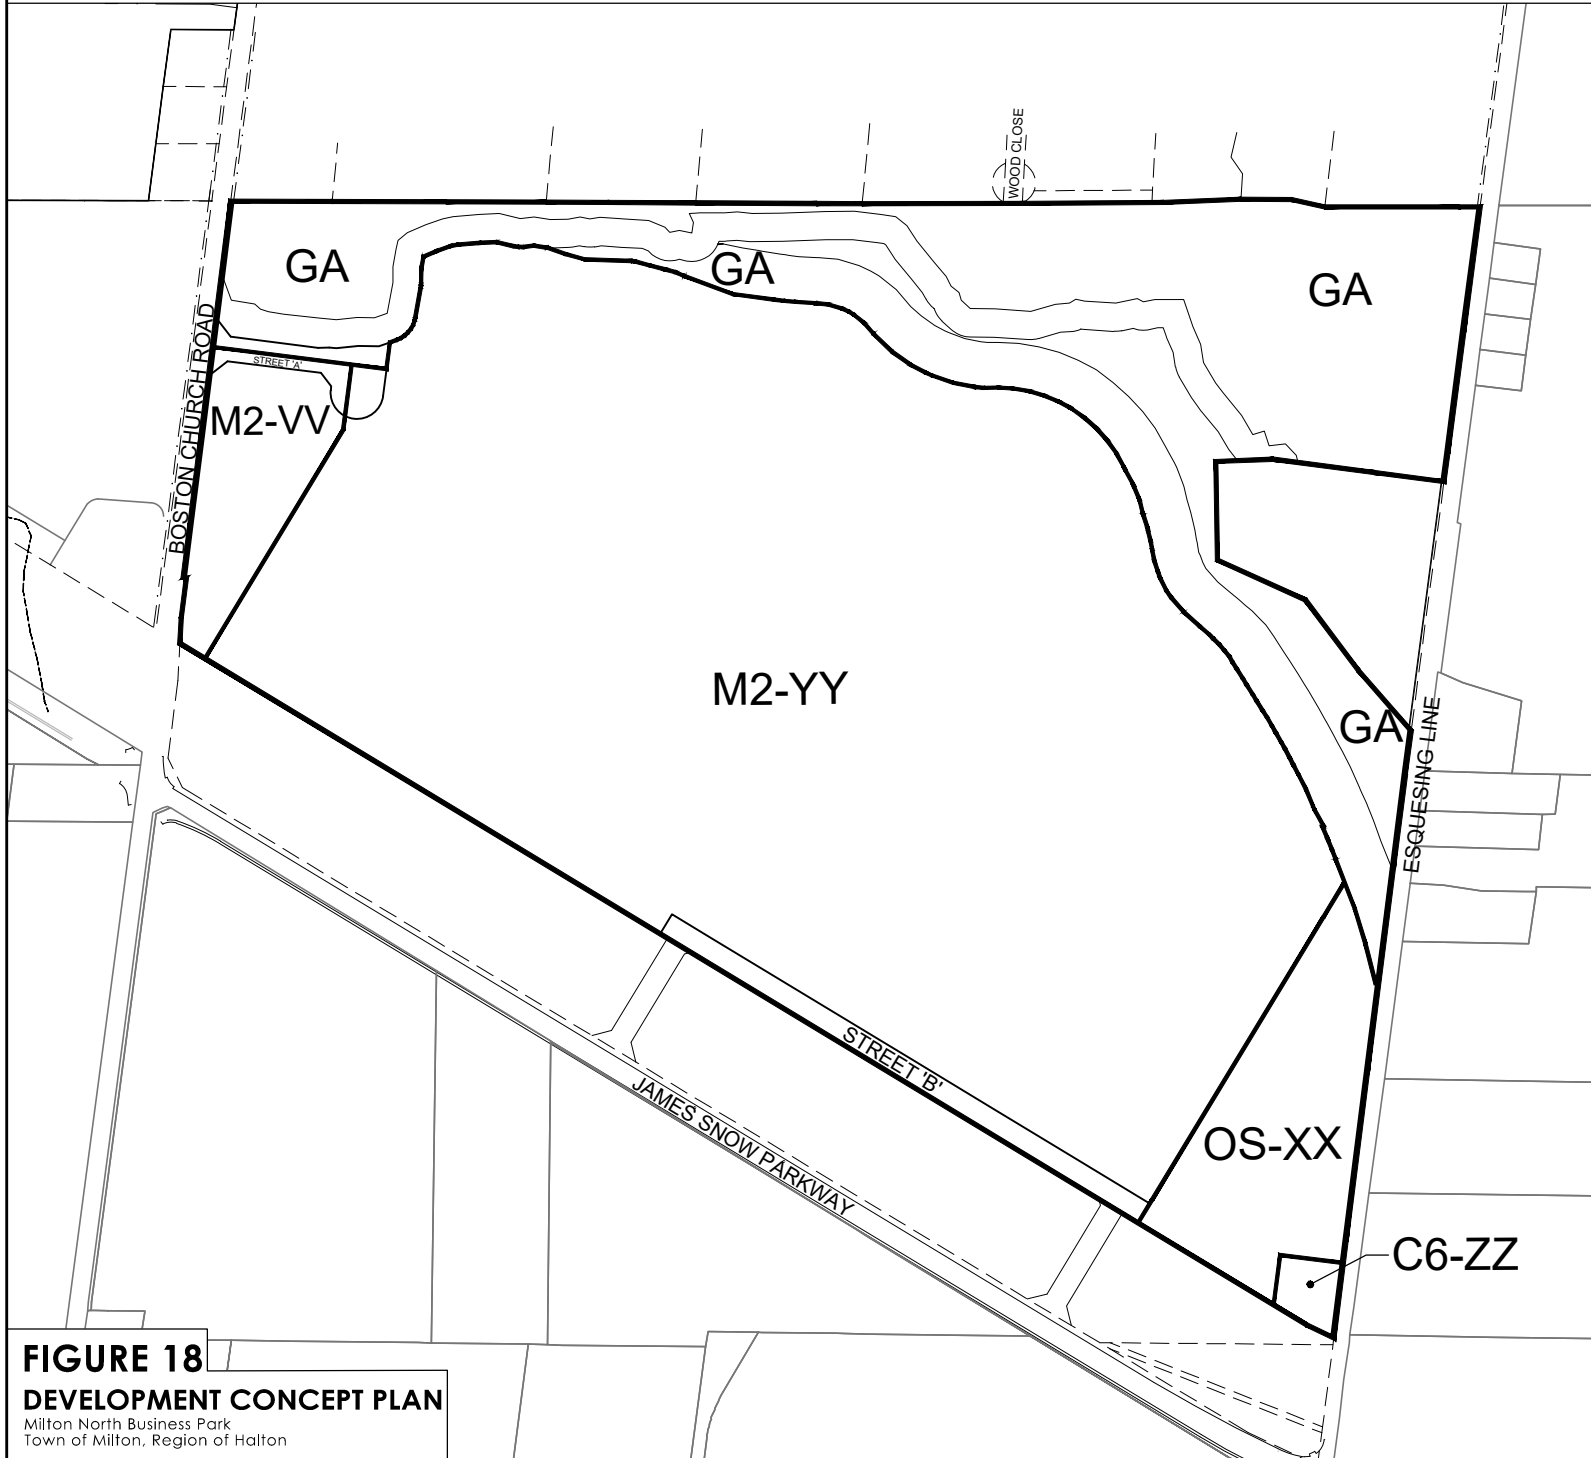 WOOD CLOSE
GA
GA
GA
BOSTON CHURCH ROAD
STREET 'A'
M2-VV
M2-YY
GA
ESQUESING LINE
STREET 'B'
JAMES SNOW PARKWAY
OS-XX
C6-ZZ
FIGURE 18
DEVELOPMENT CONCEPT PLAN
Milton North Business Park
Town of Milton, Region of Halton